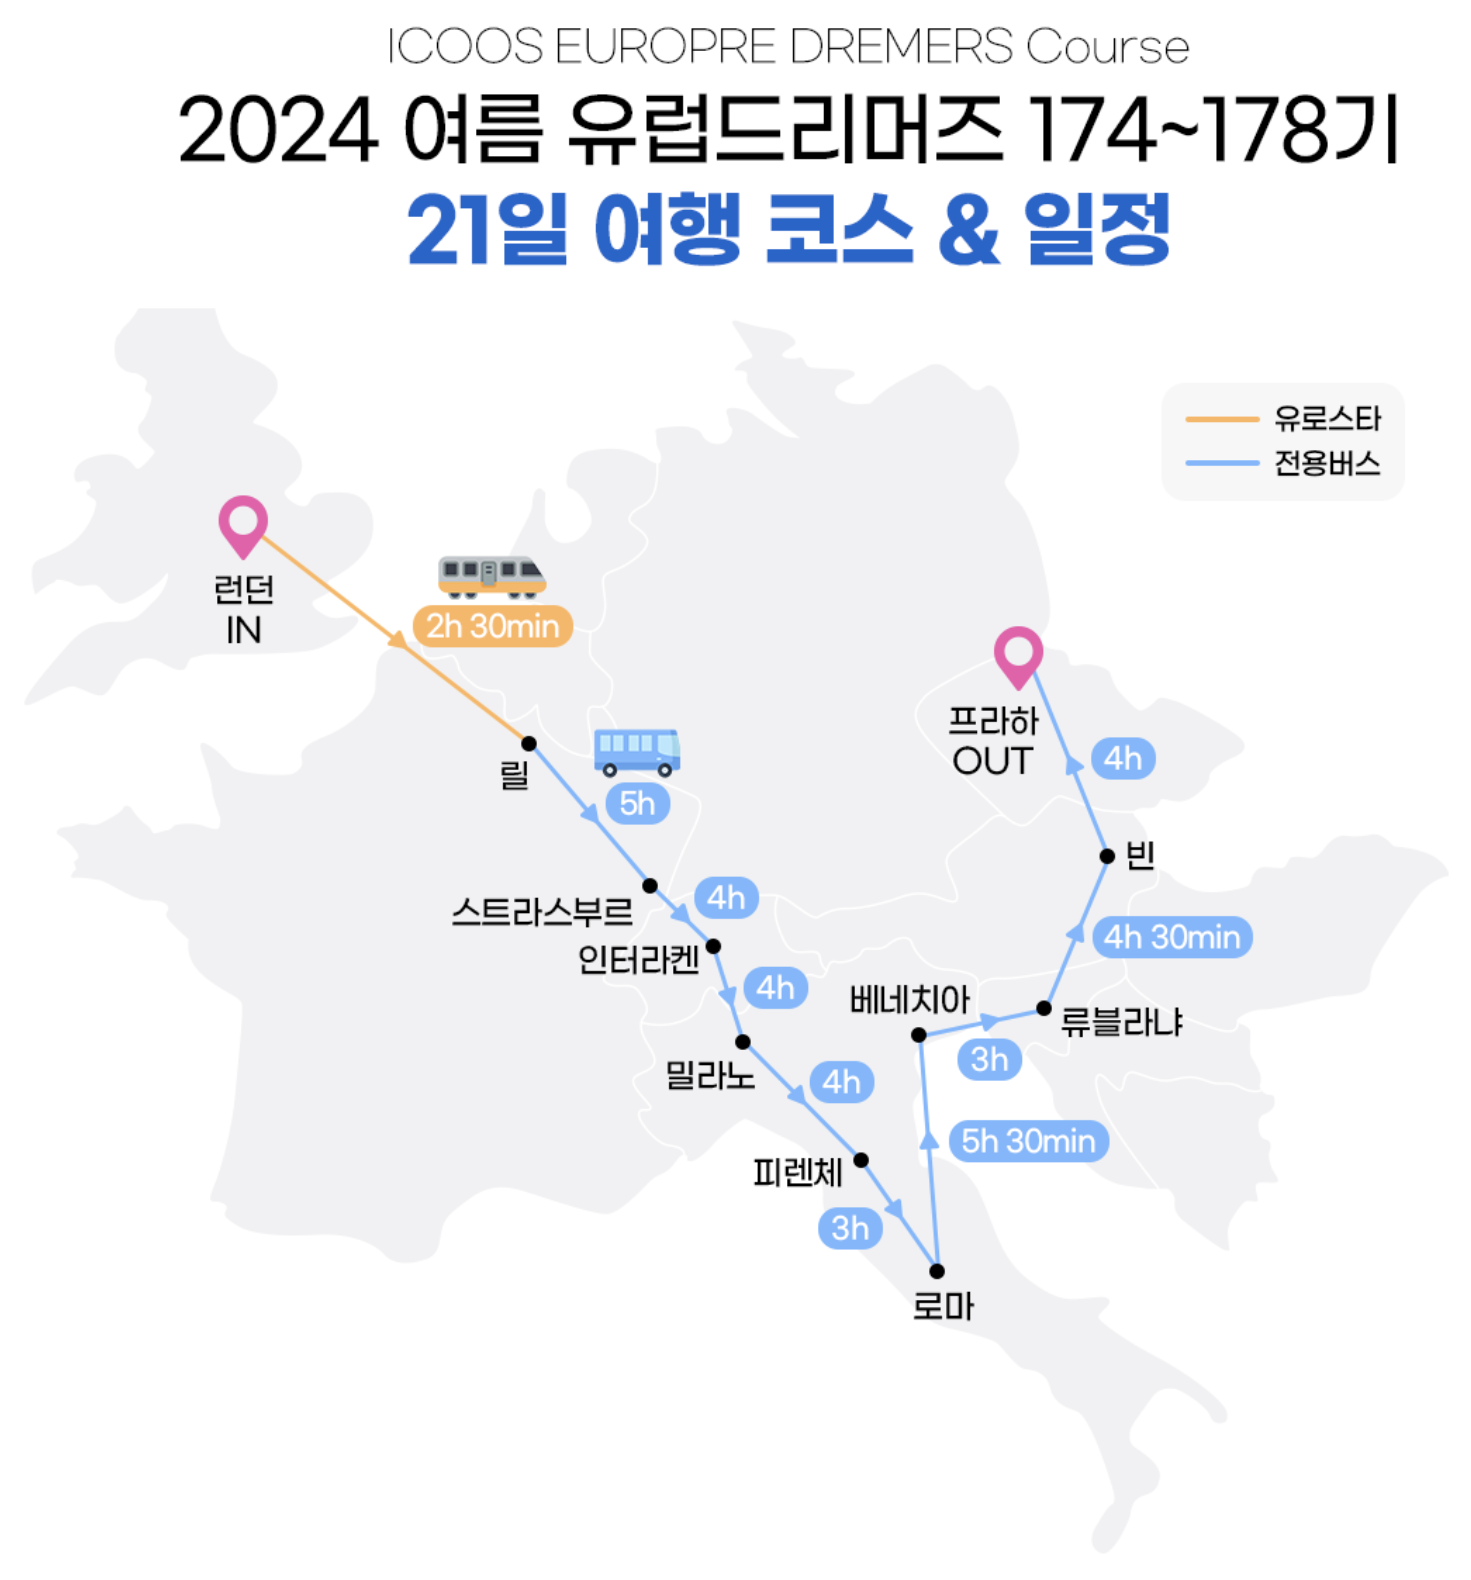 ICOOS EUROPRE DREMERS Course
2024 여름 유럽드리머즈 174~178기
21일 여행 코스 & 일정
유로스타
전용버스
런던
IN
2h 30min
릴
5h
프라하
OUT
4h
빈
스트라스부르
4h
인터라켄
4h 30min
4h
베네치아
류블라냐
3h
밀라노
4h
5h 30min
피렌체
3h
로마